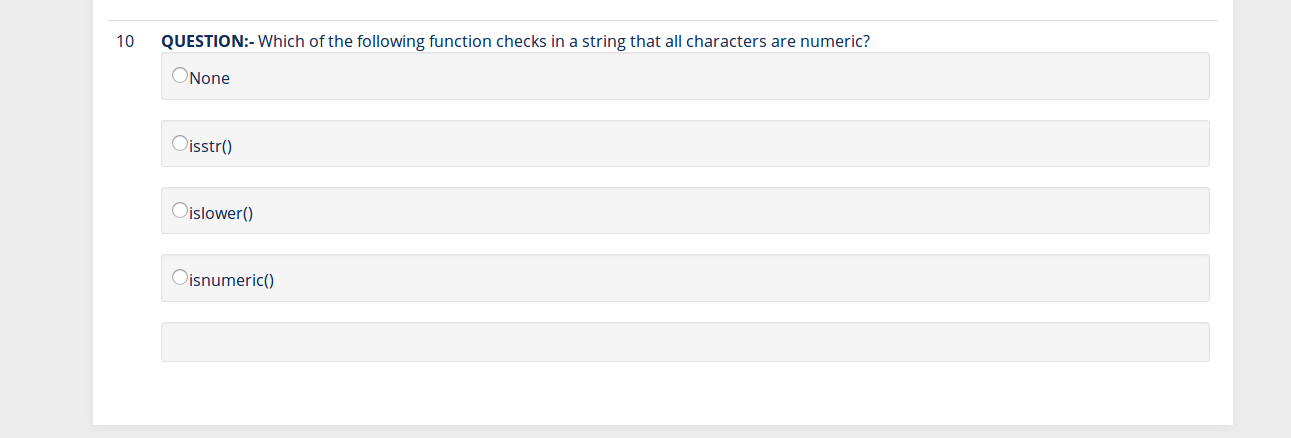 10 QUESTION:- Which of the following function checks in a string that all characters are numeric?
None
isstr()
islower()
isnumeric()